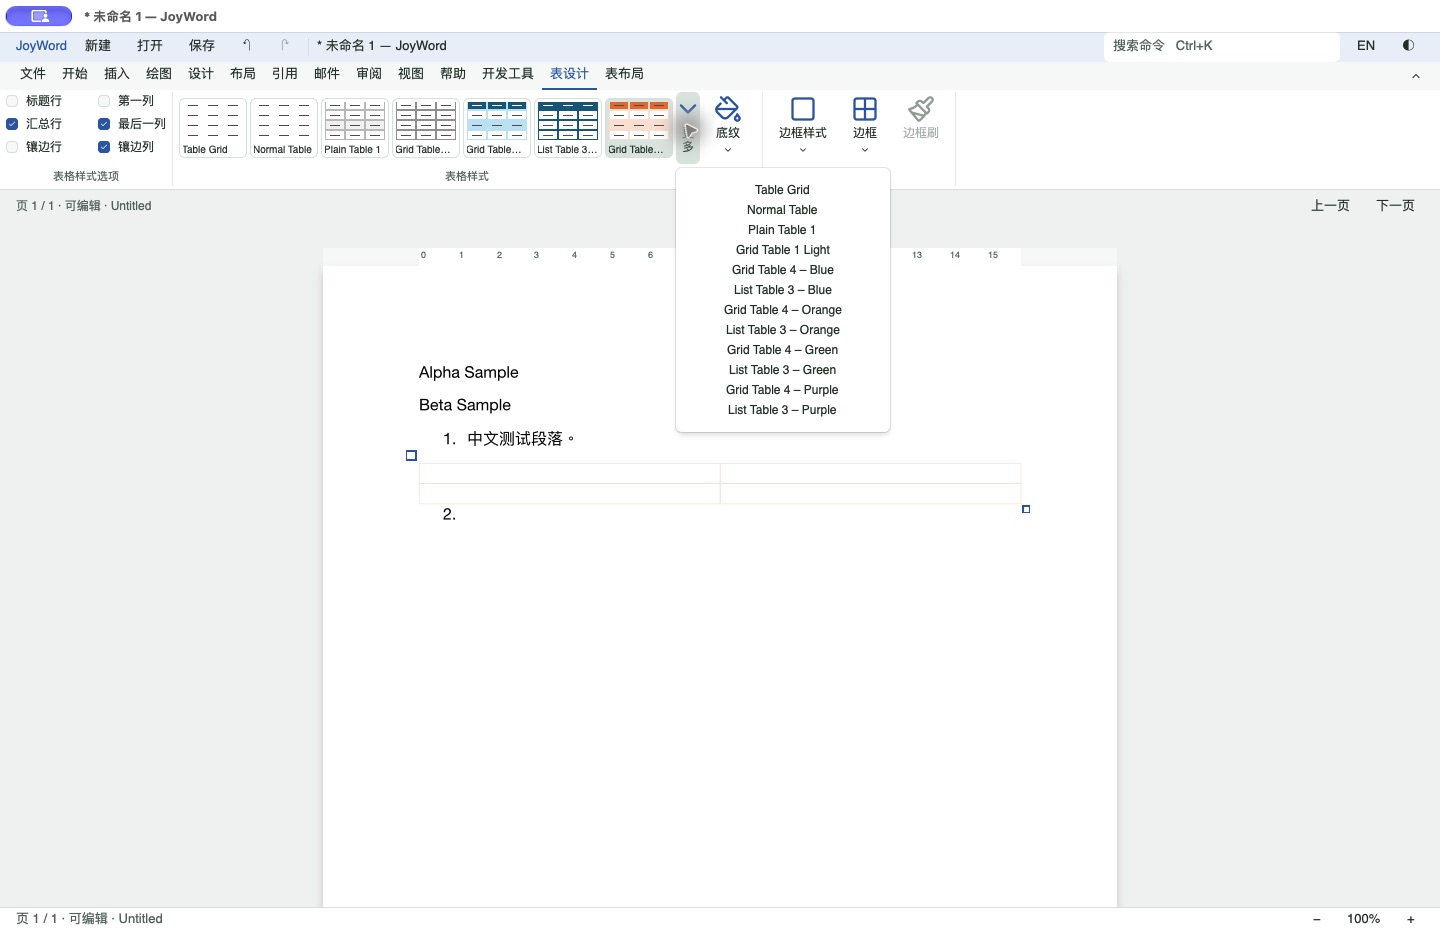 * 未命名 1 — JoyWord
JoyWord 新建 打开 保存 * 未命名 1 — JoyWord 搜索命令 Ctrl+K EN
文件 开始 插入 绘图 设计 布局 引用 邮件 审阅 视图 帮助 开发工具 表设计 表布局
标题行 第一列
汇总行 最后一列
镶边行 镶边列
表格样式选项
Table Grid Normal Table Plain Table 1 Grid Table... Grid Table... List Table 3... Grid Table...
多
表格样式
底纹 边框样式 边框 边框刷
页 1 / 1 · 可编辑 · Untitled 上一页 下一页
Table Grid
Normal Table
Plain Table 1
Grid Table 1 Light
Grid Table 4 – Blue
List Table 3 – Blue
Grid Table 4 – Orange
List Table 3 – Orange
Grid Table 4 – Green
List Table 3 – Green
Grid Table 4 – Purple
List Table 3 – Purple
0 1 2 3 4 5 6 13 14 15
Alpha Sample
Beta Sample
1. 中文测试段落。
2.
页 1 / 1 · 可编辑 · Untitled − 100% +